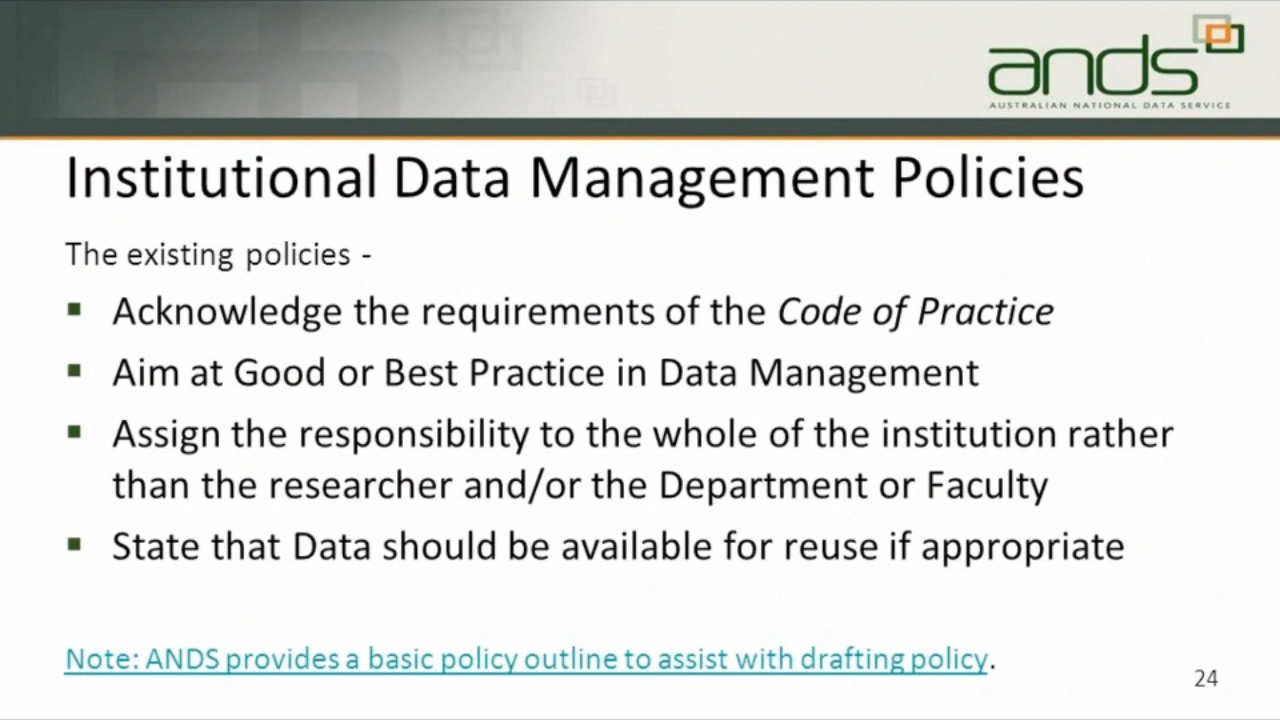 ands
AUSTRALIAN NATIONAL DATA SERVICE
Institutional Data Management Policies
The existing policies -
▪ Acknowledge the requirements of the Code of Practice
▪ Aim at Good or Best Practice in Data Management
▪ Assign the responsibility to the whole of the institution rather
than the researcher and/or the Department or Faculty
▪ State that Data should be available for reuse if appropriate
Note: ANDS provides a basic policy outline to assist with drafting policy.
24